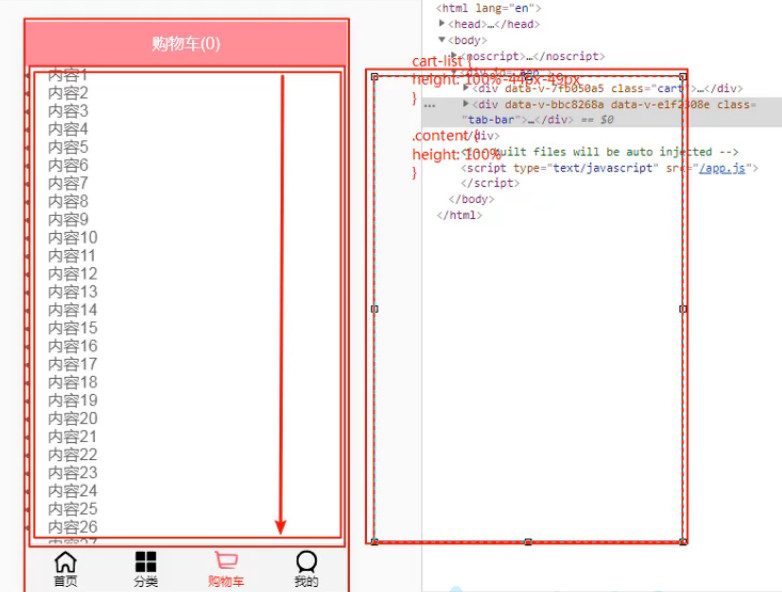 购物车(0)
内容1
内容2
内容3
内容4
内容5
内容6
内容7
内容8
内容9
内容10
内容11
内容12
内容13
内容14
内容15
内容16
内容17
内容18
内容19
内容20
内容21
内容22
内容23
内容24
内容25
内容26
内容27
首页
分类
购物车
我的
<html lang="en">
<head>…</head>
<body>
<noscript>…</noscript>
<div id="app">
<div data-v-7f6050a5 class="cart">…</div>
<div data-v-bbc8268a data-v-e1f2308e class=
"tab-bar">…</div> == $0
</div>
<!-- built files will be auto injected -->
<script type="text/javascript" src="/app.js">
</script>
</body>
</html>
cart-list {
height: 100%-44px-49px
}
.content {
height: 100%
}